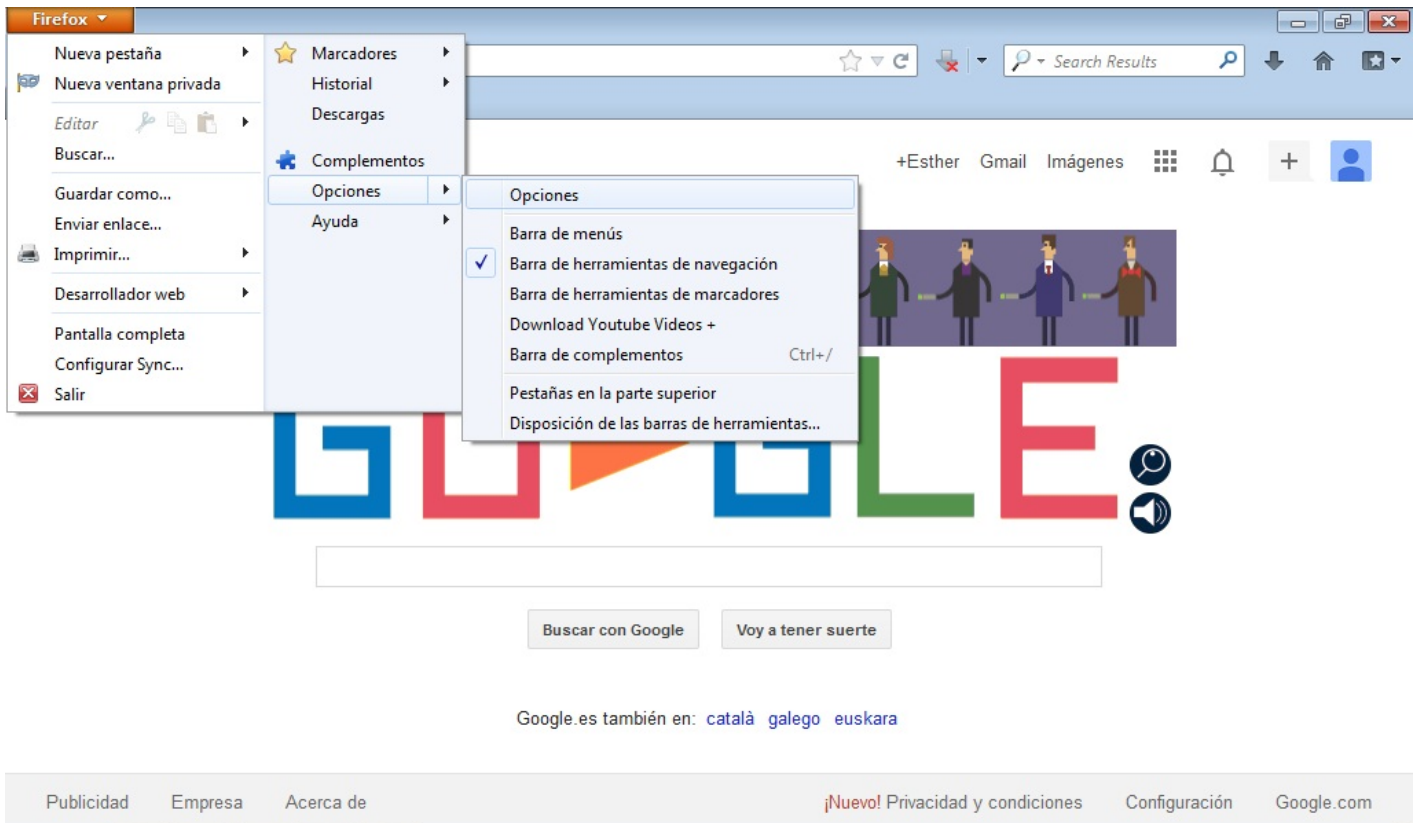 Firefox
Nueva pestaña
Nueva ventana privada
Editar
Buscar...
Guardar como...
Enviar enlace...
Imprimir...
Desarrollador web
Pantalla completa
Configurar Sync...
Salir
Marcadores
Historial
Descargas
Complementos
Opciones
Ayuda
Opciones
Barra de menús
Barra de herramientas de navegación
Barra de herramientas de marcadores
Download Youtube Videos +
Barra de complementos Ctrl+/
Pestañas en la parte superior
Disposición de las barras de herramientas...
Search Results
+Esther Gmail Imágenes
GOOGLE
Buscar con Google Voy a tener suerte
Google.es también en: català galego euskara
Publicidad Empresa Acerca de ¡Nuevo! Privacidad y condiciones Configuración Google.com